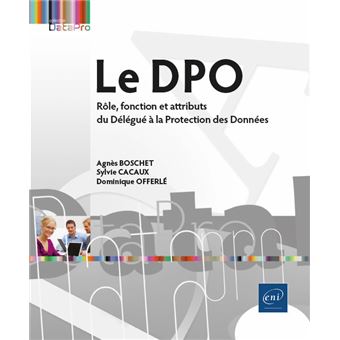 collection
DataPro
Le DPO
Rôle, fonction et attributs
du Délégué à la Protection des Données
Agnès BOSCHET
Sylvie CACAUX
Dominique OFFERLÉ
eni